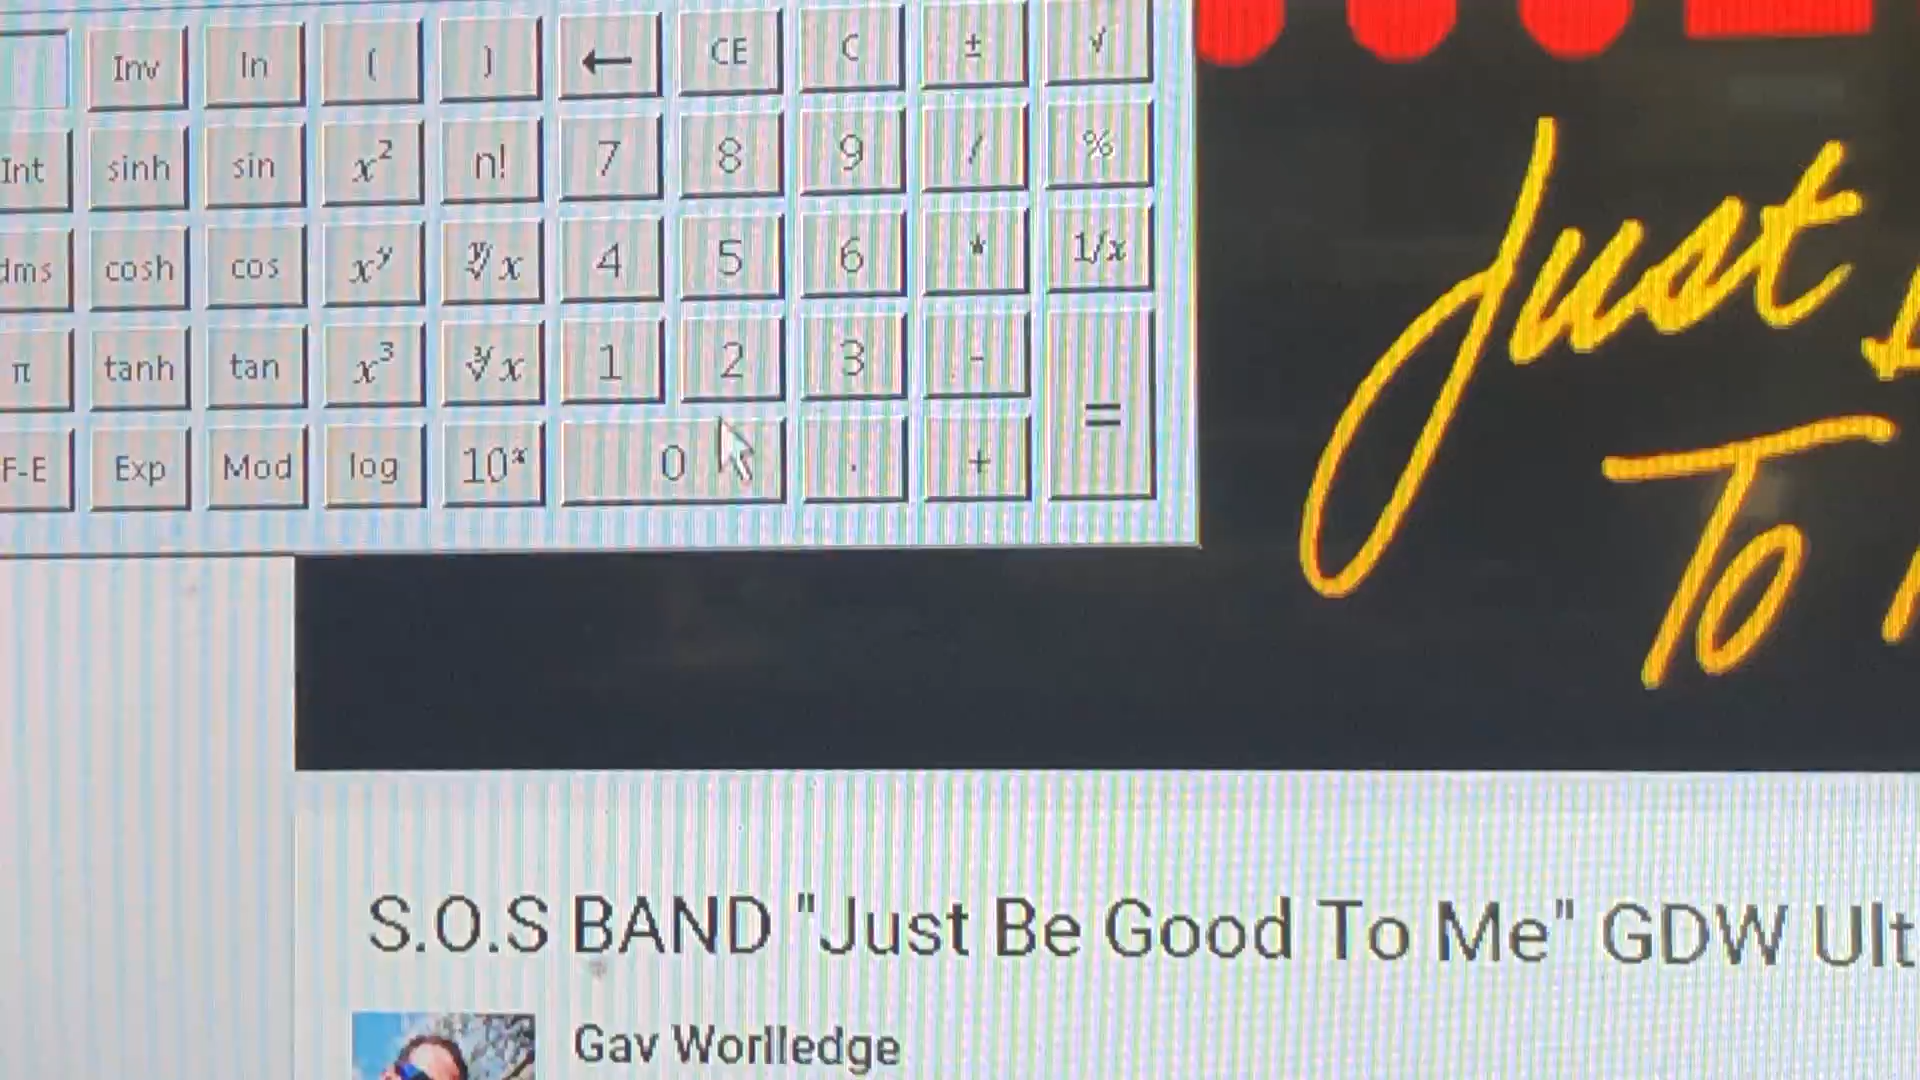 Inv ln ( ) ← CE C ± √
Int sinh sin x² n! 7 8 9 / %
dms cosh cos xʸ ʸ√x 4 5 6 * 1/x
π tanh tan x³ ³√x 1 2 3 - =
F-E Exp Mod log 10ˣ 0 . +
Just
To
S.O.S BAND "Just Be Good To Me" GDW Ult
Gav Worlledge